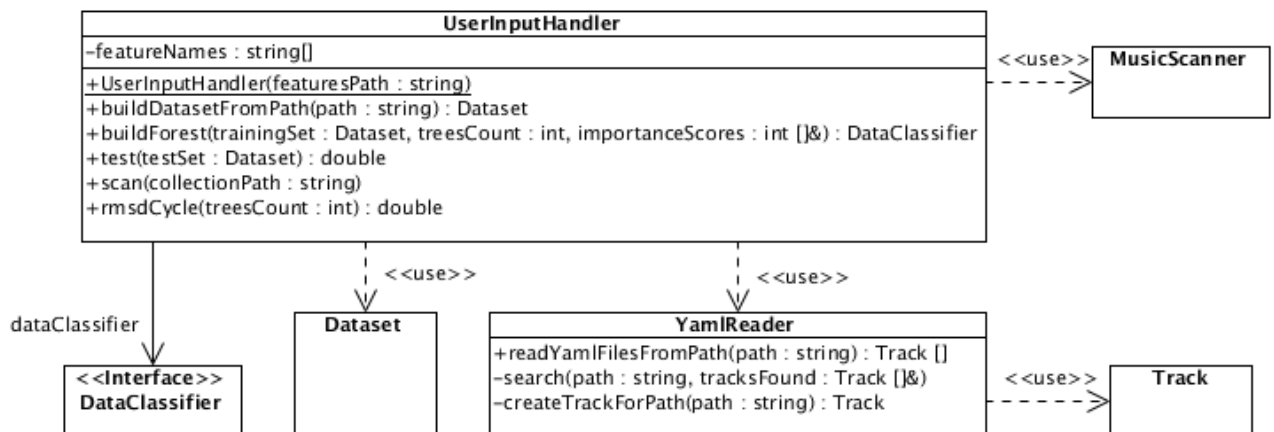 UserInputHandler
-featureNames : string[]
+UserInputHandler(featuresPath : string)
+buildDatasetFromPath(path : string) : Dataset
+buildForest(trainingSet : Dataset, treesCount : int, importanceScores : int []&) : DataClassifier
+test(testSet : Dataset) : double
+scan(collectionPath : string)
+rmsdCycle(treesCount : int) : double
<<use>>
MusicScanner
<<use>>
<<use>>
dataClassifier
<<Interface>>
DataClassifier
Dataset
YamlReader
+readYamlFilesFromPath(path : string) : Track []
-search(path : string, tracksFound : Track []&)
-createTrackForPath(path : string) : Track
<<use>>
Track